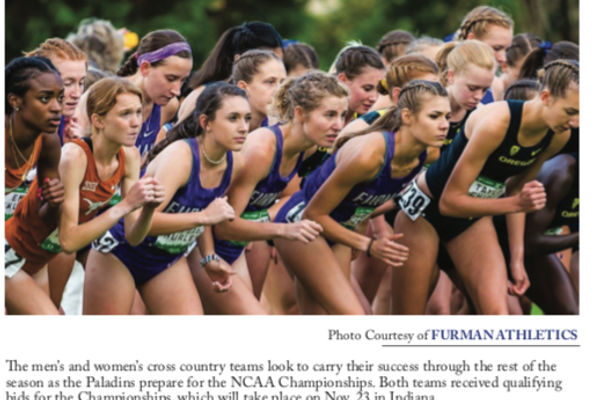 OREGON
39
Photo Courtesy of FURMAN ATHLETICS
The men's and women's cross country teams look to carry their success through the rest of the
season as the Paladins prepare for the NCAA Championships. Both teams received qualifying
bids for the Championships, which will take place on Nov. 23 in Indiana.